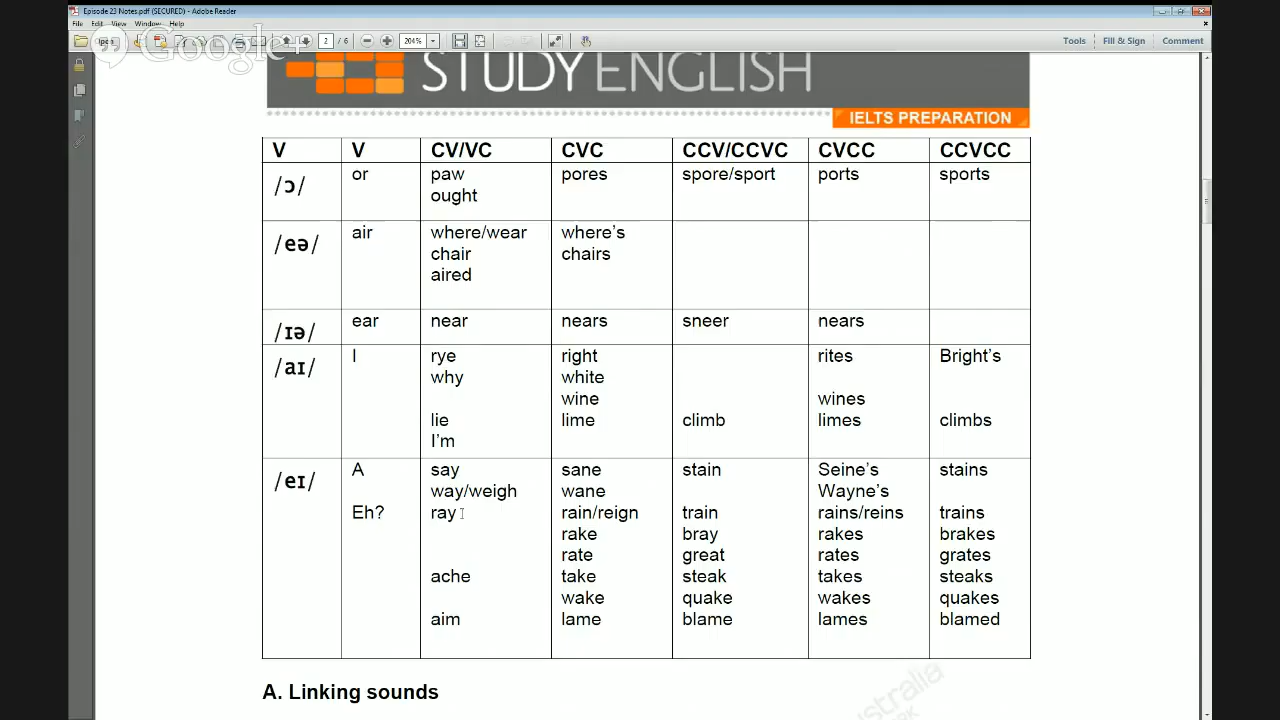 Episode 23 Notes.pdf (SECURED) - Adobe Reader
File Edit View Window Help
Open 2 / 6 204% Tools Fill & Sign Comment
Google+
STUDY ENGLISH
IELTS PREPARATION
V V CV/VC CVC CCV/CCVC CVCC CCVCC
/ɔ/ or paw pores spore/sport ports sports
ought
/eə/ air where/wear where's
chair chairs
aired
/ɪə/ ear near nears sneer nears
/aɪ/ I rye right rites Bright's
why white
wine wines
lie lime climb limes climbs
I'm
/eɪ/ A say sane stain Seine's stains
way/weigh wane Wayne's
Eh? ray rain/reign train rains/reins trains
rake bray rakes brakes
rate great rates grates
ache take steak takes steaks
wake quake wakes quakes
aim lame blame lames blamed
A. Linking sounds